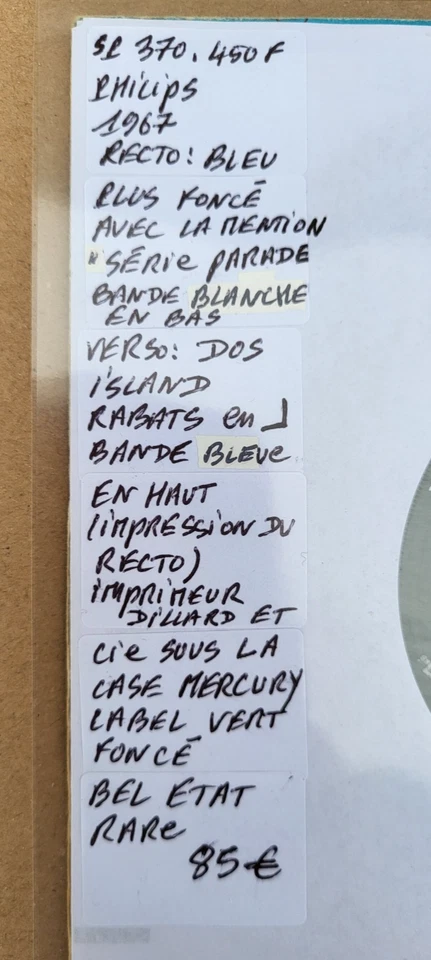 SP 370.450 F
PHILIPS
1967
RECTO: BLEU
PLUS FONCÉ
AVEC LA MENTION
"SÉRIE PARADE
BANDE BLANCHE
EN BAS
VERSO: DOS
ISLAND
RABATS EN ┘
BANDE BLEUE
EN HAUT
(IMPRESSION DU
RECTO)
IMPRIMEUR
DILLARD ET
Cie SOUS LA
CASE MERCURY
LABEL VERT
FONCÉ
BEL ETAT
RARE
85€